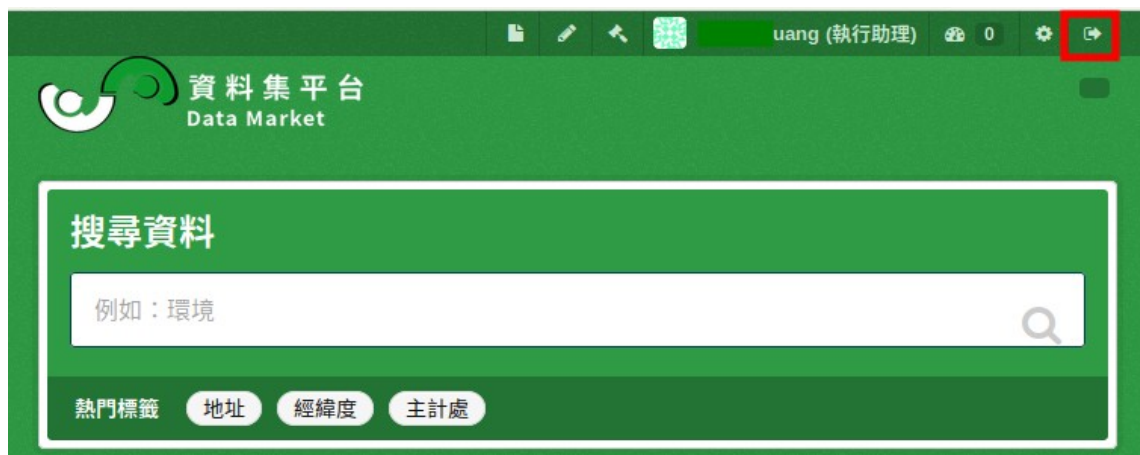 uang (執行助理) 0
資料集平台
Data Market
搜尋資料
例如：環境
熱門標籤 地址 經緯度 主計處